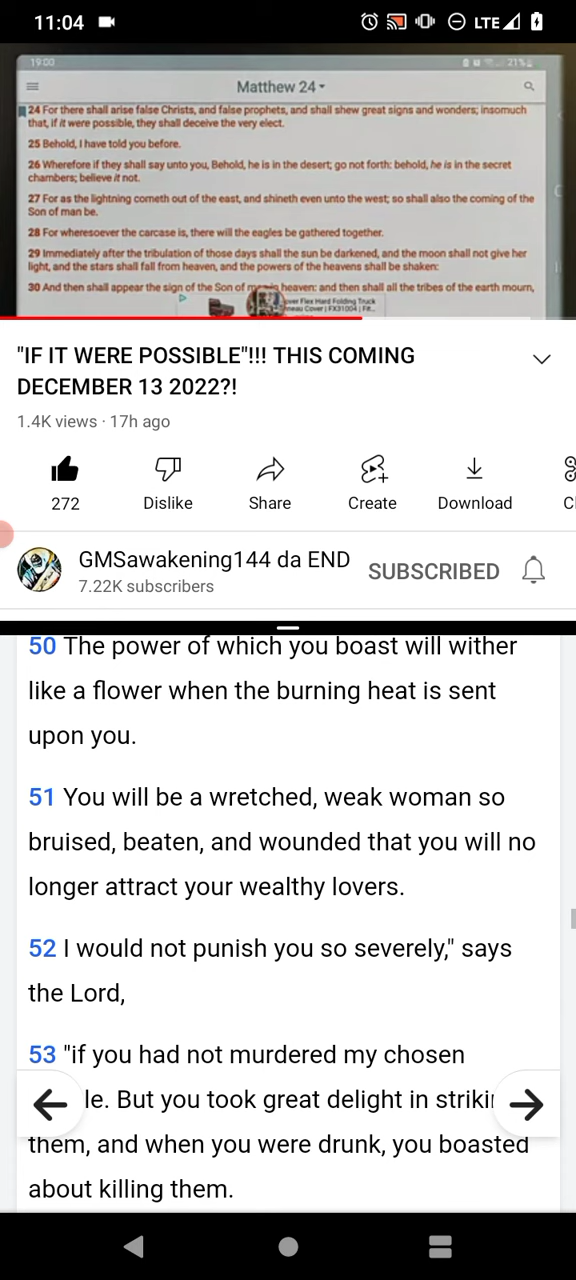 11:04
LTE
19:00
21%
Matthew 24
24 For there shall arise false Christs, and false prophets, and shall shew great signs and wonders; insomuch
that, if it were possible, they shall deceive the very elect.
25 Behold, I have told you before.
26 Wherefore if they shall say unto you, Behold, he is in the desert; go not forth: behold, he is in the secret
chambers; believe it not.
27 For as the lightning cometh out of the east, and shineth even unto the west; so shall also the coming of the
Son of man be.
28 For wheresoever the carcase is, there will the eagles be gathered together.
29 Immediately after the tribulation of those days shall the sun be darkened, and the moon shall not give her
light, and the stars shall fall from heaven, and the powers of the heavens shall be shaken:
30 And then shall appear the sign of the Son of heaven: and then shall all the tribes of the earth mourn,
over Flex Hard Folding Truck
nneau Cover | FX31004 | Fit...
"IF IT WERE POSSIBLE"!!! THIS COMING
DECEMBER 13 2022?!
1.4K views · 17h ago
272
Dislike
Share
Create
Download
Cl
GMSawakening144 da END
SUBSCRIBED
7.22K subscribers
50 The power of which you boast will wither
like a flower when the burning heat is sent
upon you.
51 You will be a wretched, weak woman so
bruised, beaten, and wounded that you will no
longer attract your wealthy lovers.
52 I would not punish you so severely," says
the Lord,
53 "if you had not murdered my chosen
le. But you took great delight in striki
them, and when you were drunk, you boasted
about killing them.